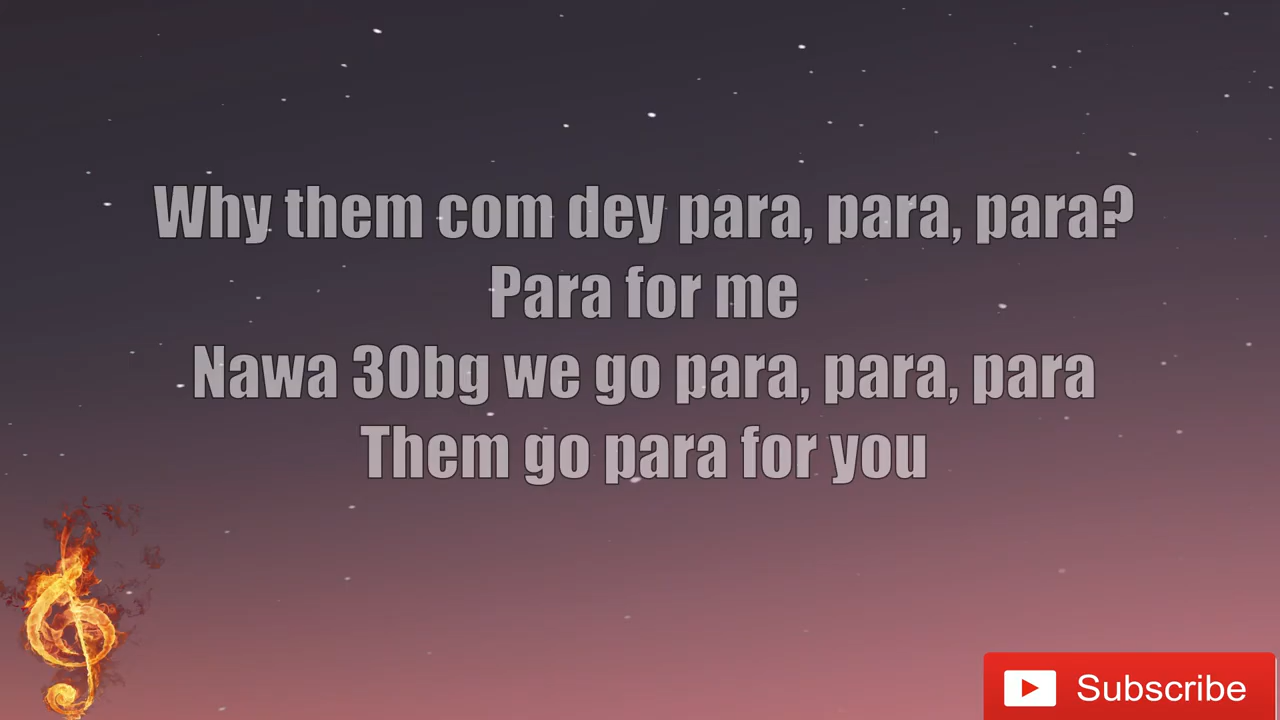 Why them com dey para, para, para?
Para for me
Nawa 30bg we go para, para, para
Them go para for you
Subscribe